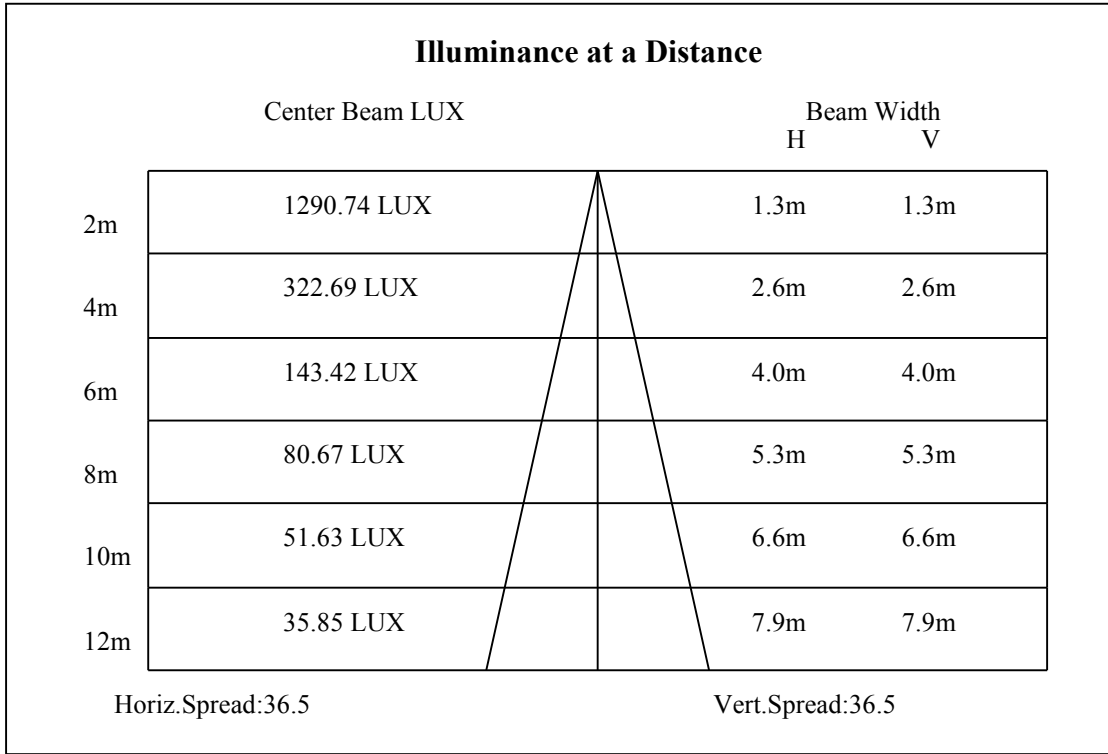 Illuminance at a Distance
Center Beam LUX Beam Width
H V
2m 1290.74 LUX 1.3m 1.3m
4m 322.69 LUX 2.6m 2.6m
6m 143.42 LUX 4.0m 4.0m
8m 80.67 LUX 5.3m 5.3m
10m 51.63 LUX 6.6m 6.6m
12m 35.85 LUX 7.9m 7.9m
Horiz.Spread:36.5 Vert.Spread:36.5